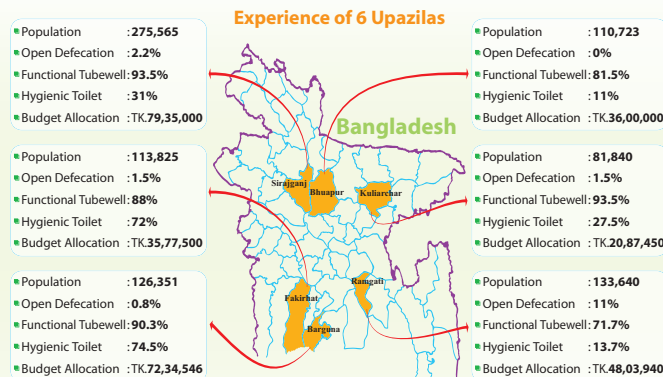 Experience of 6 Upazilas
Population :275,565
Open Defecation :2.2%
Functional Tubewell:93.5%
Hygienic Toilet :31%
Budget Allocation :TK.79,35,000
Population :110,723
Open Defecation :0%
Functional Tubewell:81.5%
Hygienic Toilet :11%
Budget Allocation :TK.36,00,000
Bangladesh
Population :113,825
Open Defecation :1.5%
Functional Tubewell:88%
Hygienic Toilet :72%
Budget Allocation :TK.35,77,500
Sirajganj
Bhuapur
Kuliarchar
Population :81,840
Open Defecation :1.5%
Functional Tubewell:93.5%
Hygienic Toilet :27.5%
Budget Allocation :TK.20,87,450
Population :126,351
Open Defecation :0.8%
Functional Tubewell:90.3%
Hygienic Toilet :74.5%
Budget Allocation :TK.72,34,546
Fakirhat
Barguna
Ramgati
Population :133,640
Open Defecation :11%
Functional Tubewell:71.7%
Hygienic Toilet :13.7%
Budget Allocation :TK.48,03,940